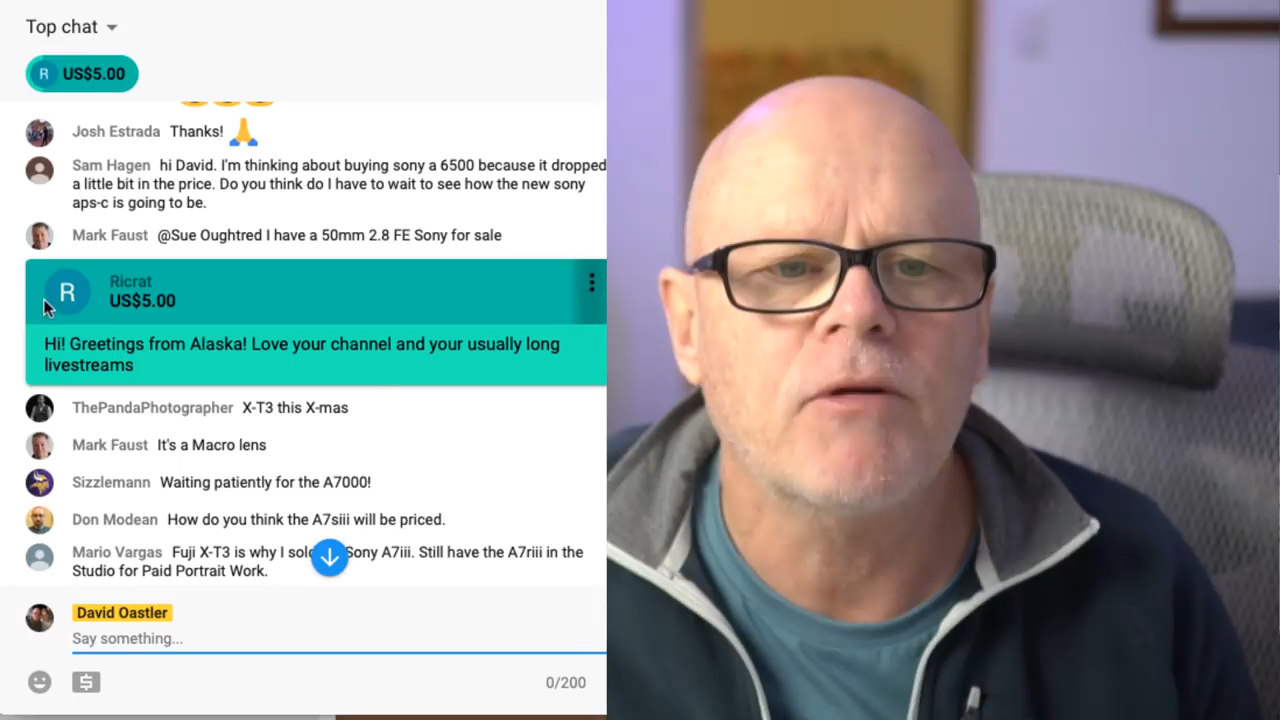 Top chat
R US$5.00
Josh Estrada Thanks!
Sam Hagen hi David. I'm thinking about buying sony a 6500 because it dropped
a little bit in the price. Do you think do I have to wait to see how the new sony
aps-c is going to be.
Mark Faust @Sue Oughtred I have a 50mm 2.8 FE Sony for sale
R
Ricrat
US$5.00
Hi! Greetings from Alaska! Love your channel and your usually long
livestreams
ThePandaPhotographer X-T3 this X-mas
Mark Faust It's a Macro lens
Sizzlemann Waiting patiently for the A7000!
Don Modean How do you think the A7siii will be priced.
Mario Vargas Fuji X-T3 is why I Sony A7iii. Still have the A7riii in the
Studio for Paid Portrait Work.
David Oastler
Say something...
0/200